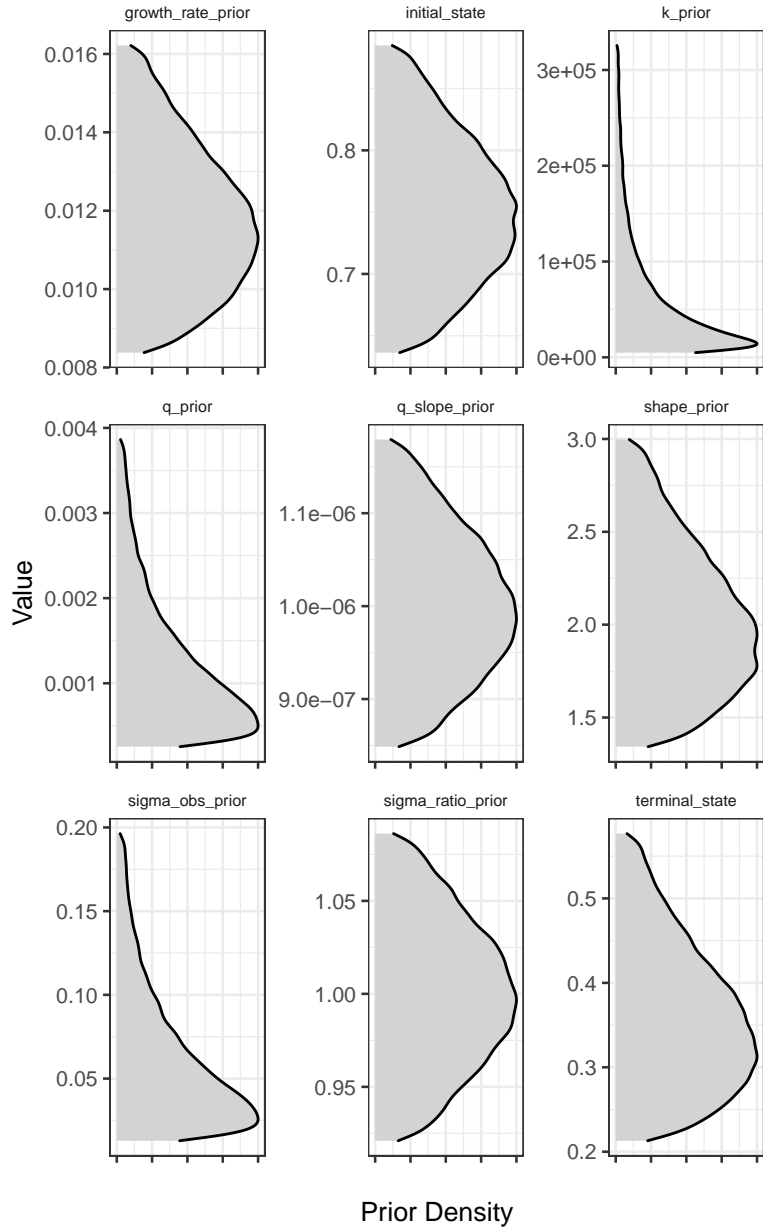 growth_rate_prior
0.016
0.014
0.012
0.010
0.008
initial_state
0.8
0.7
k_prior
3e+05
2e+05
1e+05
0e+00
q_prior
0.004
0.003
0.002
0.001
q_slope_prior
1.1e−06
1.0e−06
9.0e−07
shape_prior
3.0
2.5
2.0
1.5
sigma_obs_prior
0.20
0.15
0.10
0.05
sigma_ratio_prior
1.05
1.00
0.95
terminal_state
0.5
0.4
0.3
0.2
Value
Prior Density